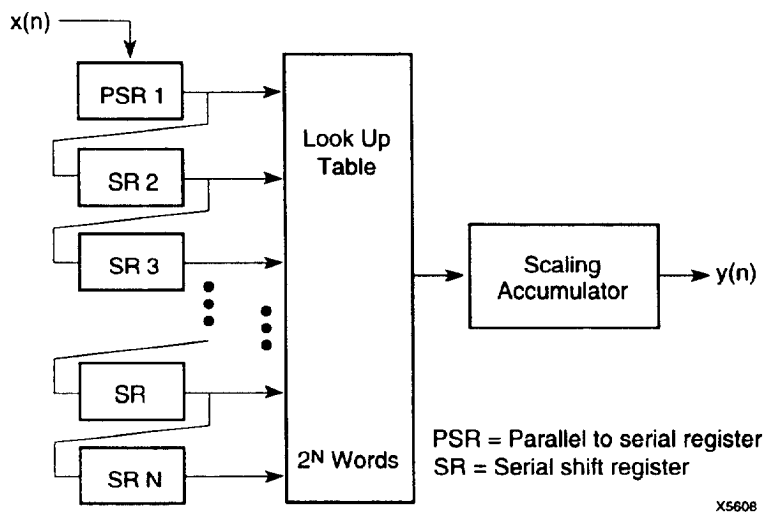 x(n)
PSR 1
SR 2
SR 3
SR
SR N
Look Up
Table
2ᴺ Words
Scaling
Accumulator
y(n)
PSR = Parallel to serial register
SR = Serial shift register
X5608